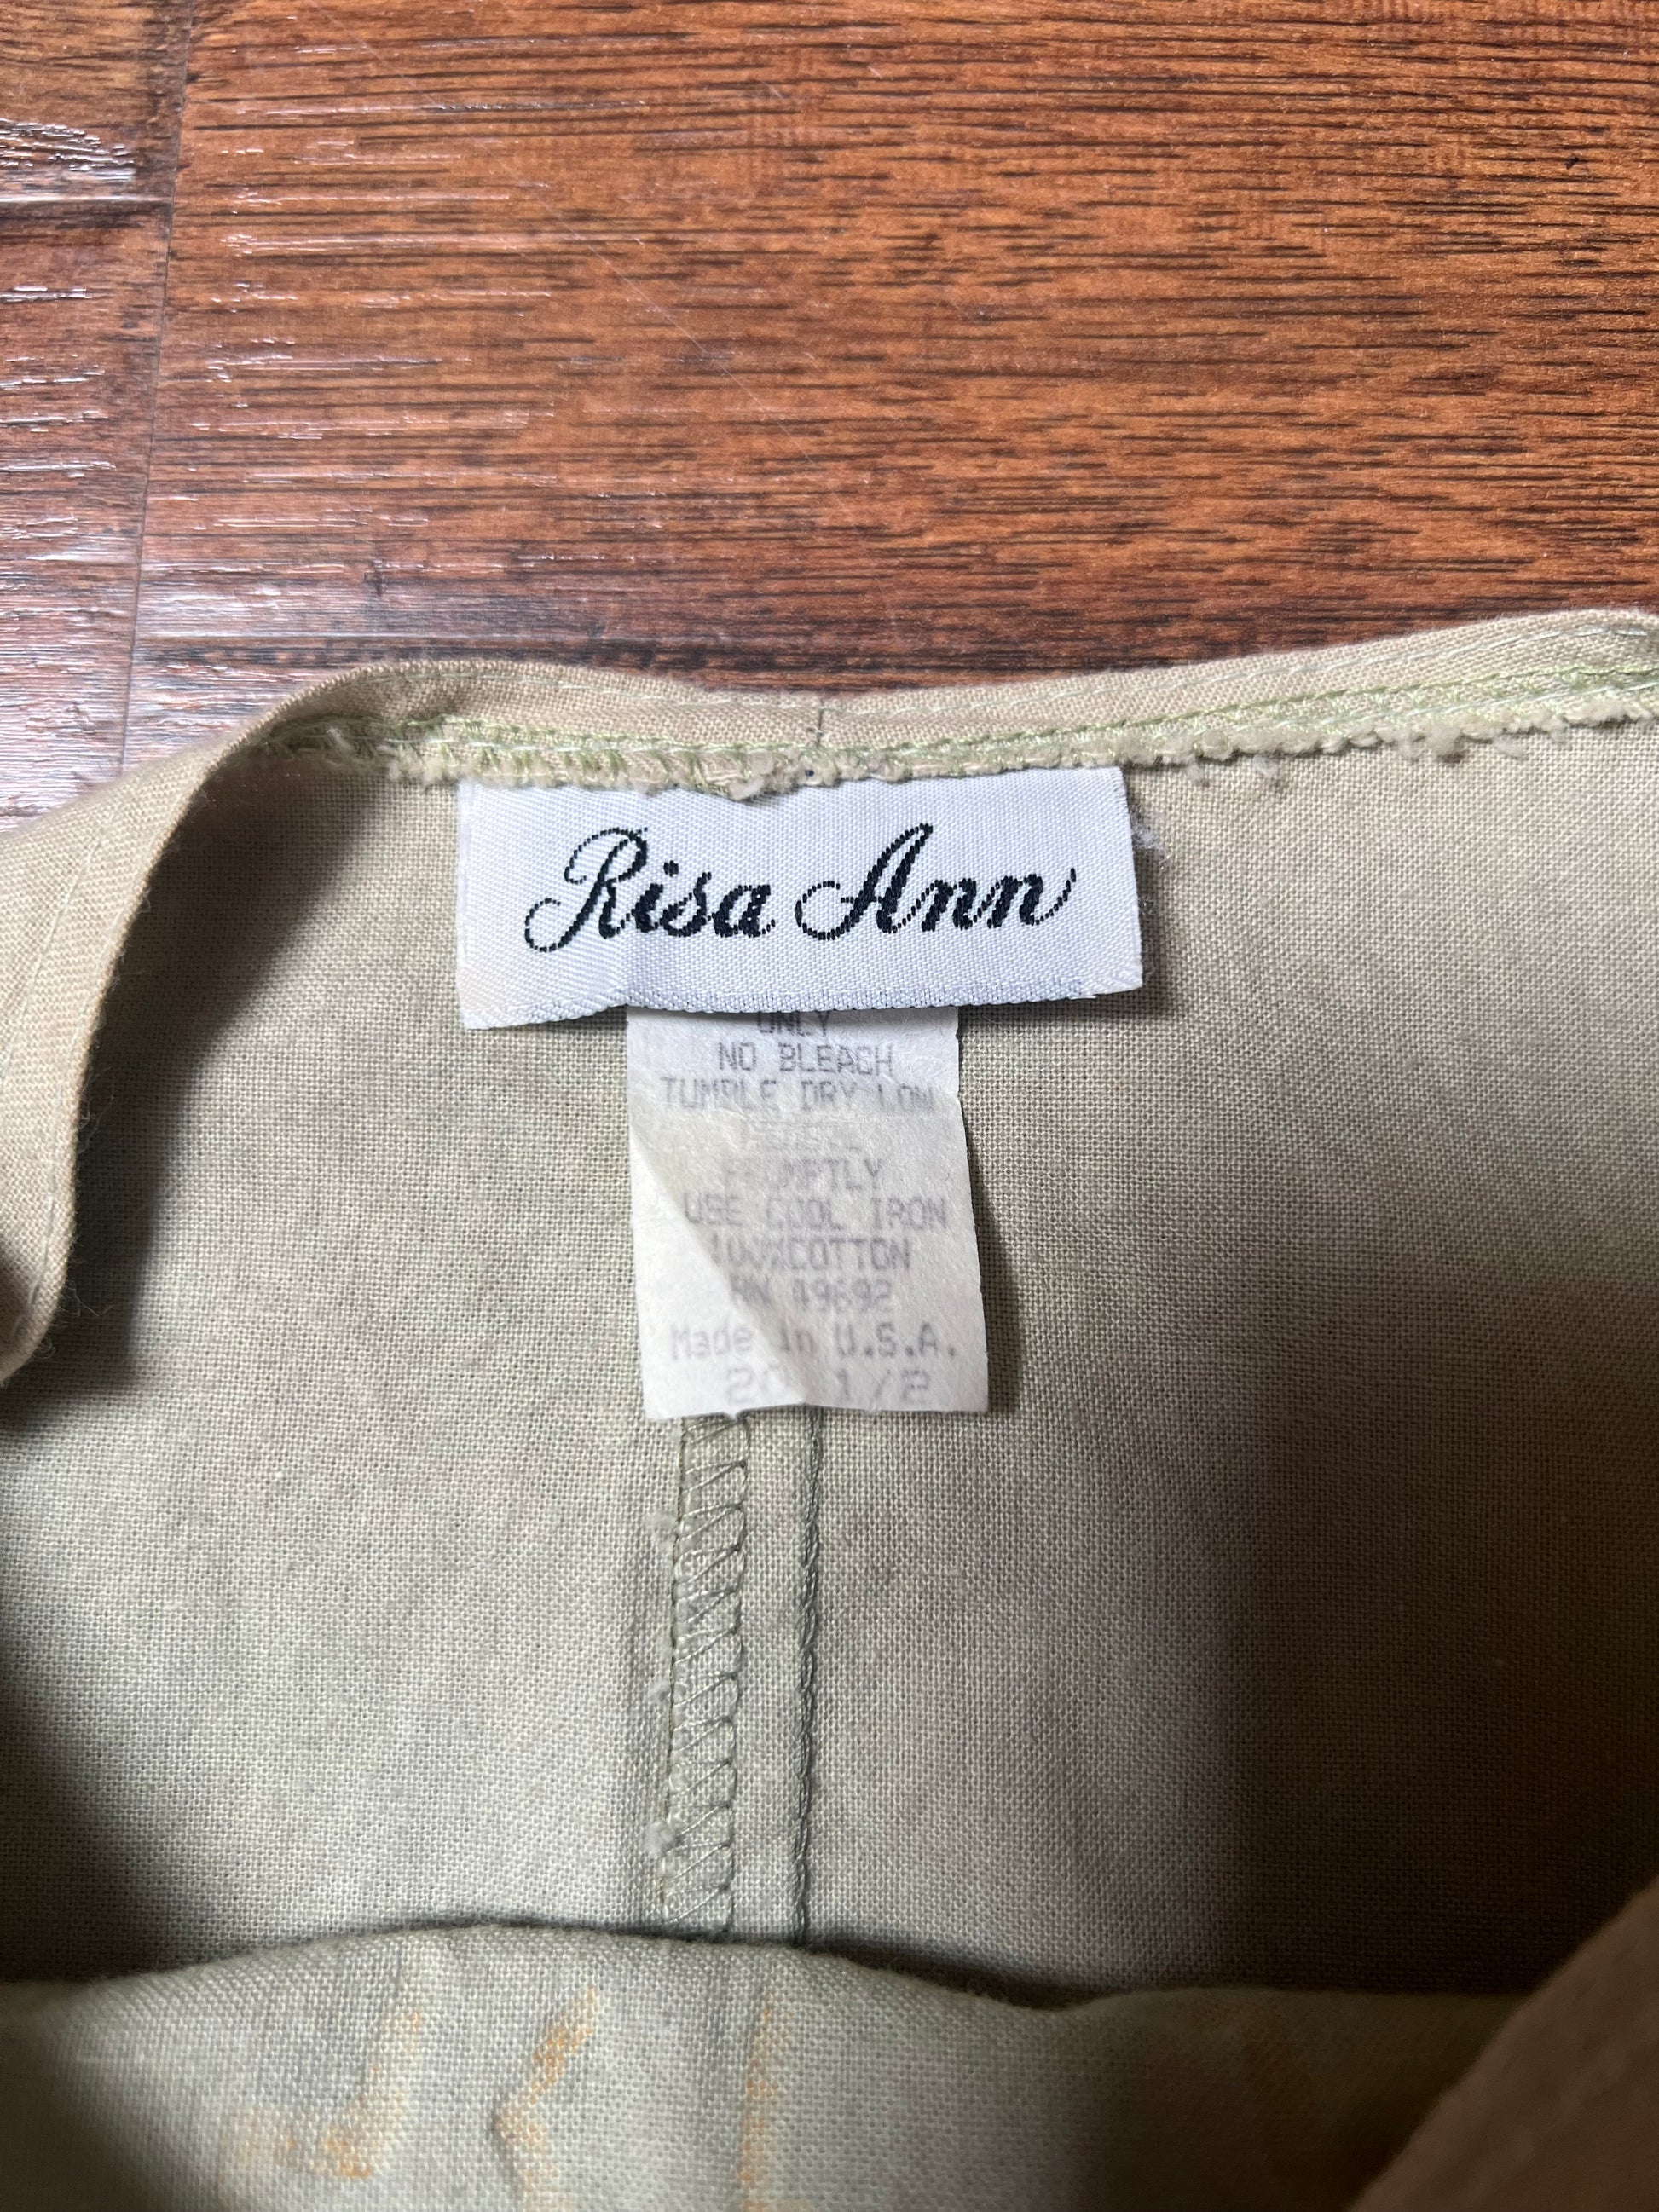 Risa Ann
ONLY
NO BLEACH
TUMBLE DRY LOW
PROMPTLY
USE COOL IRON
100%COTTON
RN 49692
Made in U.S.A.
20 1/2